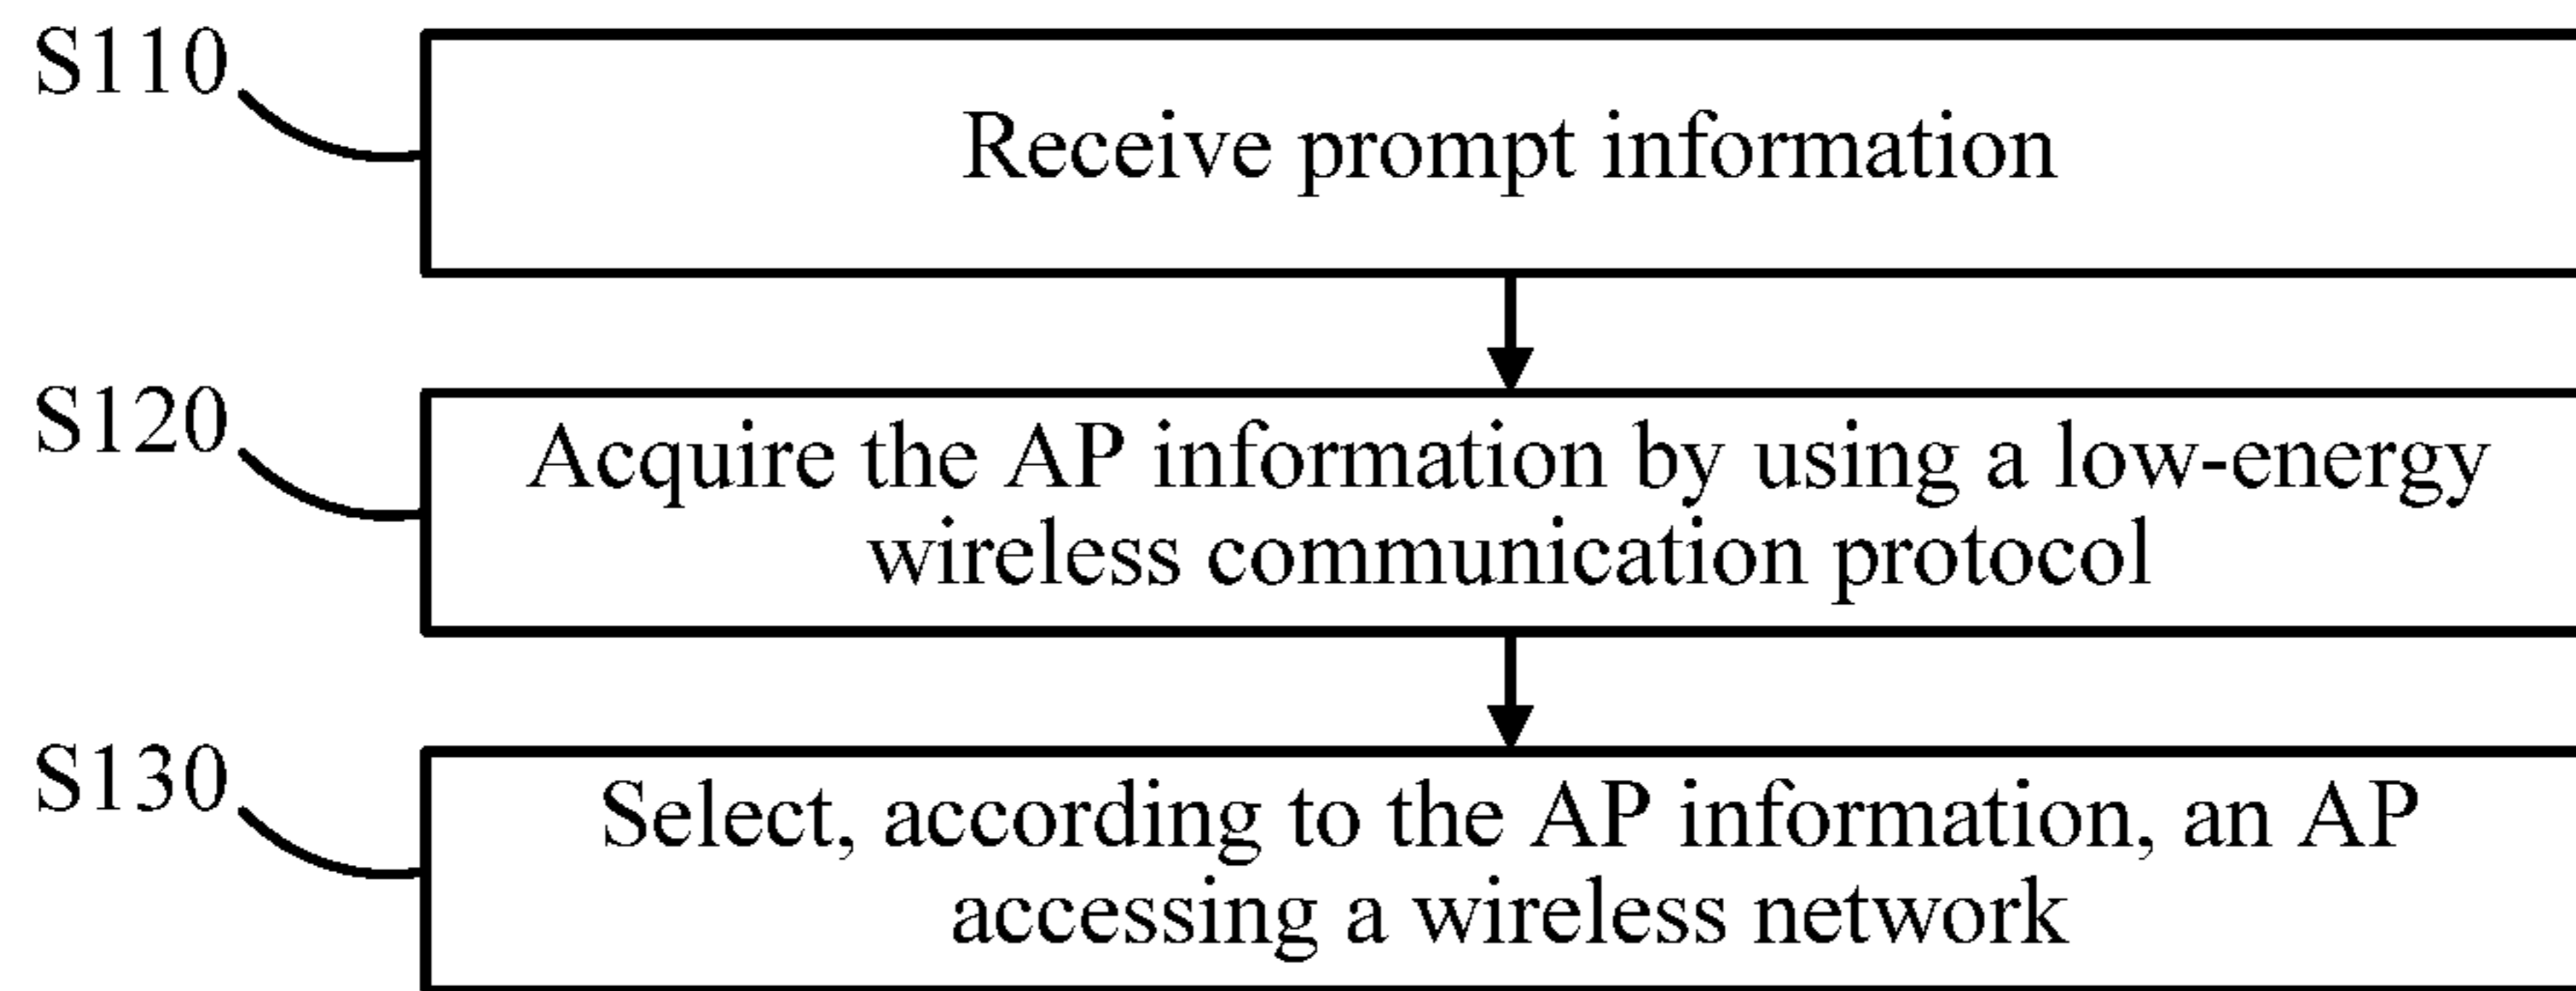 S110
Receive prompt information
S120
Acquire the AP information by using a low-energy
wireless communication protocol
S130
Select, according to the AP information, an AP
accessing a wireless network